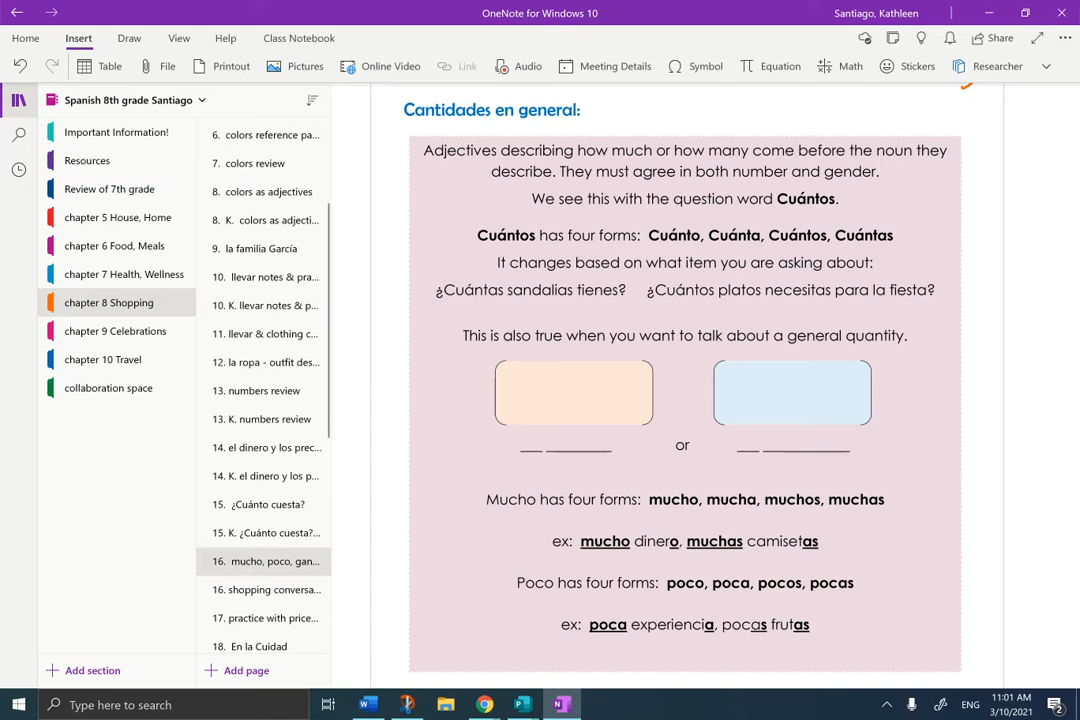 OneNote for Windows 10
Santiago, Kathleen
Home
Insert
Draw
View
Help
Class Notebook
Share
Table
File
Printout
Pictures
Online Video
Link
Audio
Meeting Details
Symbol
Equation
Math
Stickers
Researcher
Spanish 8th grade Santiago
Important Information!
Resources
Review of 7th grade
chapter 5 House, Home
chapter 6 Food, Meals
chapter 7 Health, Wellness
chapter 8 Shopping
chapter 9 Celebrations
chapter 10 Travel
collaboration space
Add section
6. colors reference pa...
7. colors review
8. colors as adjectives
8. K. colors as adjecti...
9. la familia García
10. llevar notes & pra...
10. K. llevar notes & p...
11. llevar & clothing c...
12. la ropa - outfit des...
13. numbers review
13. K. numbers review
14. el dinero y los prec...
14. K. el dinero y los p...
15. ¿Cuánto cuesta?
15. K. ¿Cuánto cuesta?...
16. mucho, poco, gan...
16. shopping conversa...
17. practice with price...
18. En la Cuidad
Add page
Cantidades en general:
Adjectives describing how much or how many come before the noun they
describe. They must agree in both number and gender.
We see this with the question word Cuántos.
Cuántos has four forms: Cuánto, Cuánta, Cuántos, Cuántas
It changes based on what item you are asking about:
¿Cuántas sandalias tienes? ¿Cuántos platos necesitas para la fiesta?
This is also true when you want to talk about a general quantity.
___ ________ or ___ ________
Mucho has four forms: mucho, mucha, muchos, muchas
ex: mucho dinero, muchas camisetas
Poco has four forms: poco, poca, pocos, pocas
ex: poca experiencia, pocas frutas
Type here to search
ENG
11:01 AM
3/10/2021
2